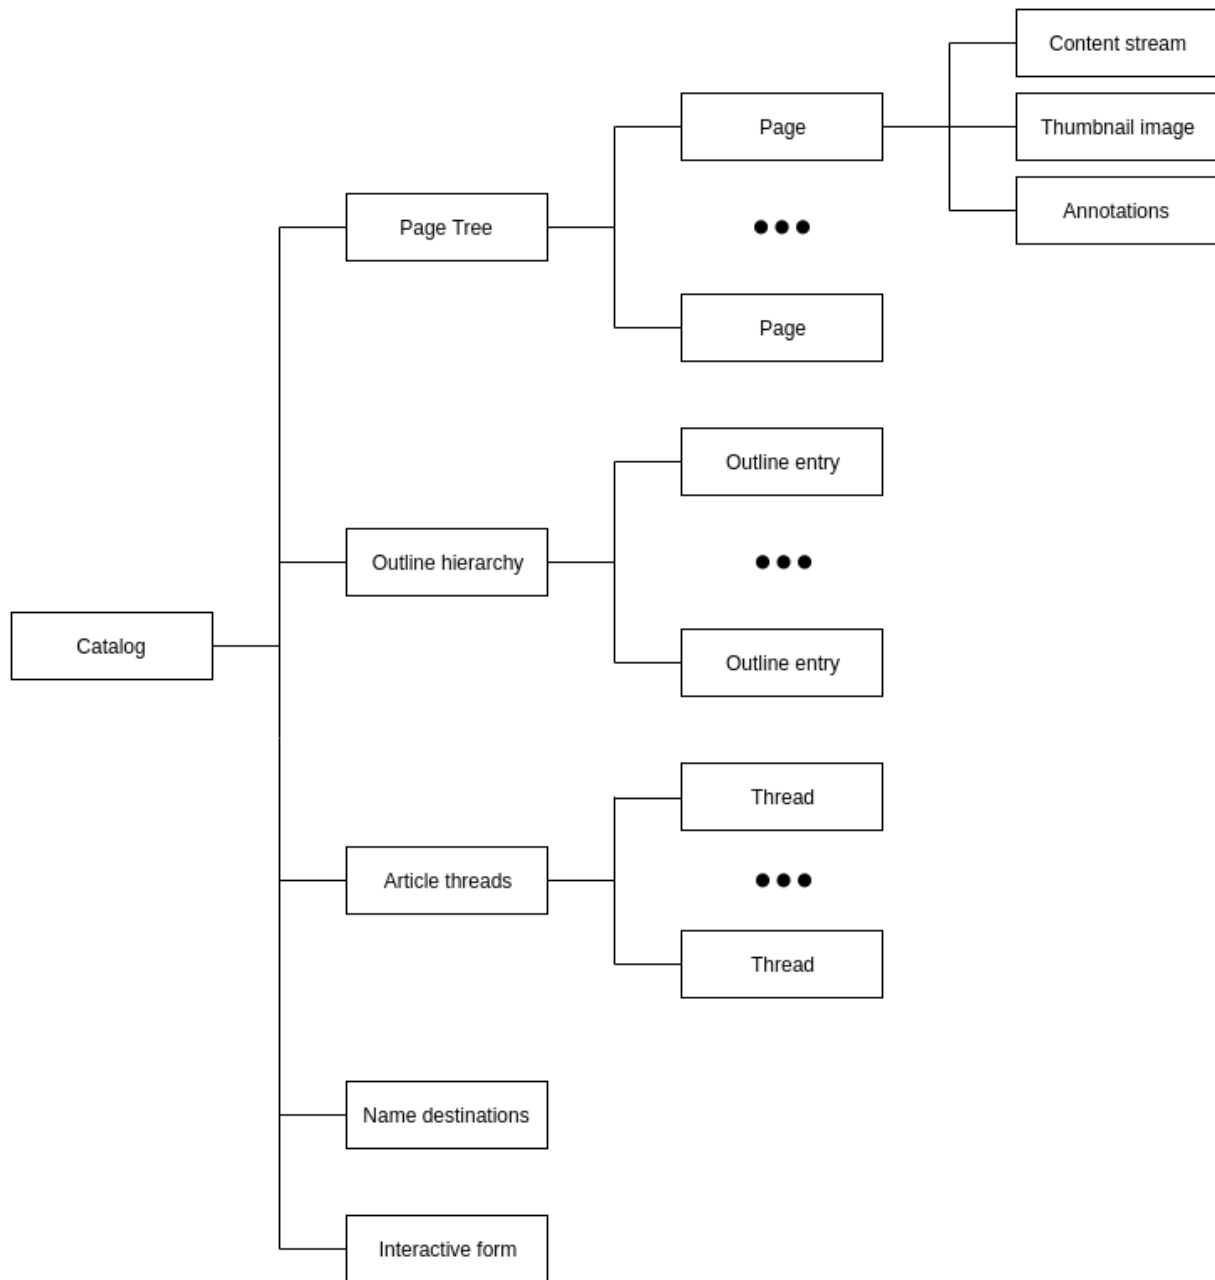 Content stream
Page
Thumbnail image
Annotations
Page Tree
Page
Outline entry
Outline hierarchy
Outline entry
Catalog
Thread
Article threads
Thread
Name destinations
Interactive form